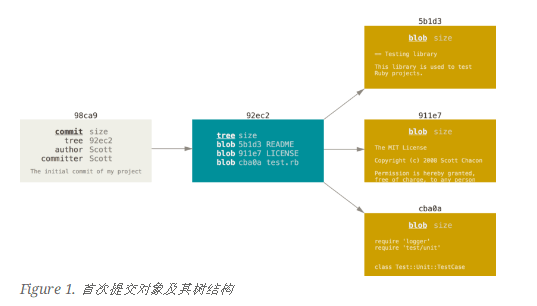 98ca9
commit size
tree 92ec2
author Scott
committer Scott
The initial commit of my project
92ec2
tree size
blob 5b1d3 README
blob 911e7 LICENSE
blob cba0a test.rb
5b1d3
blob size
== Testing library
This library is used to test
Ruby projects.
911e7
blob size
The MIT License
Copyright (c) 2008 Scott Chacon
Permission is hereby granted,
free of charge, to any person
cba0a
blob size
require 'logger'
require 'test/unit'
class Test::Unit::TestCase
Figure 1. 首次提交对象及其树结构